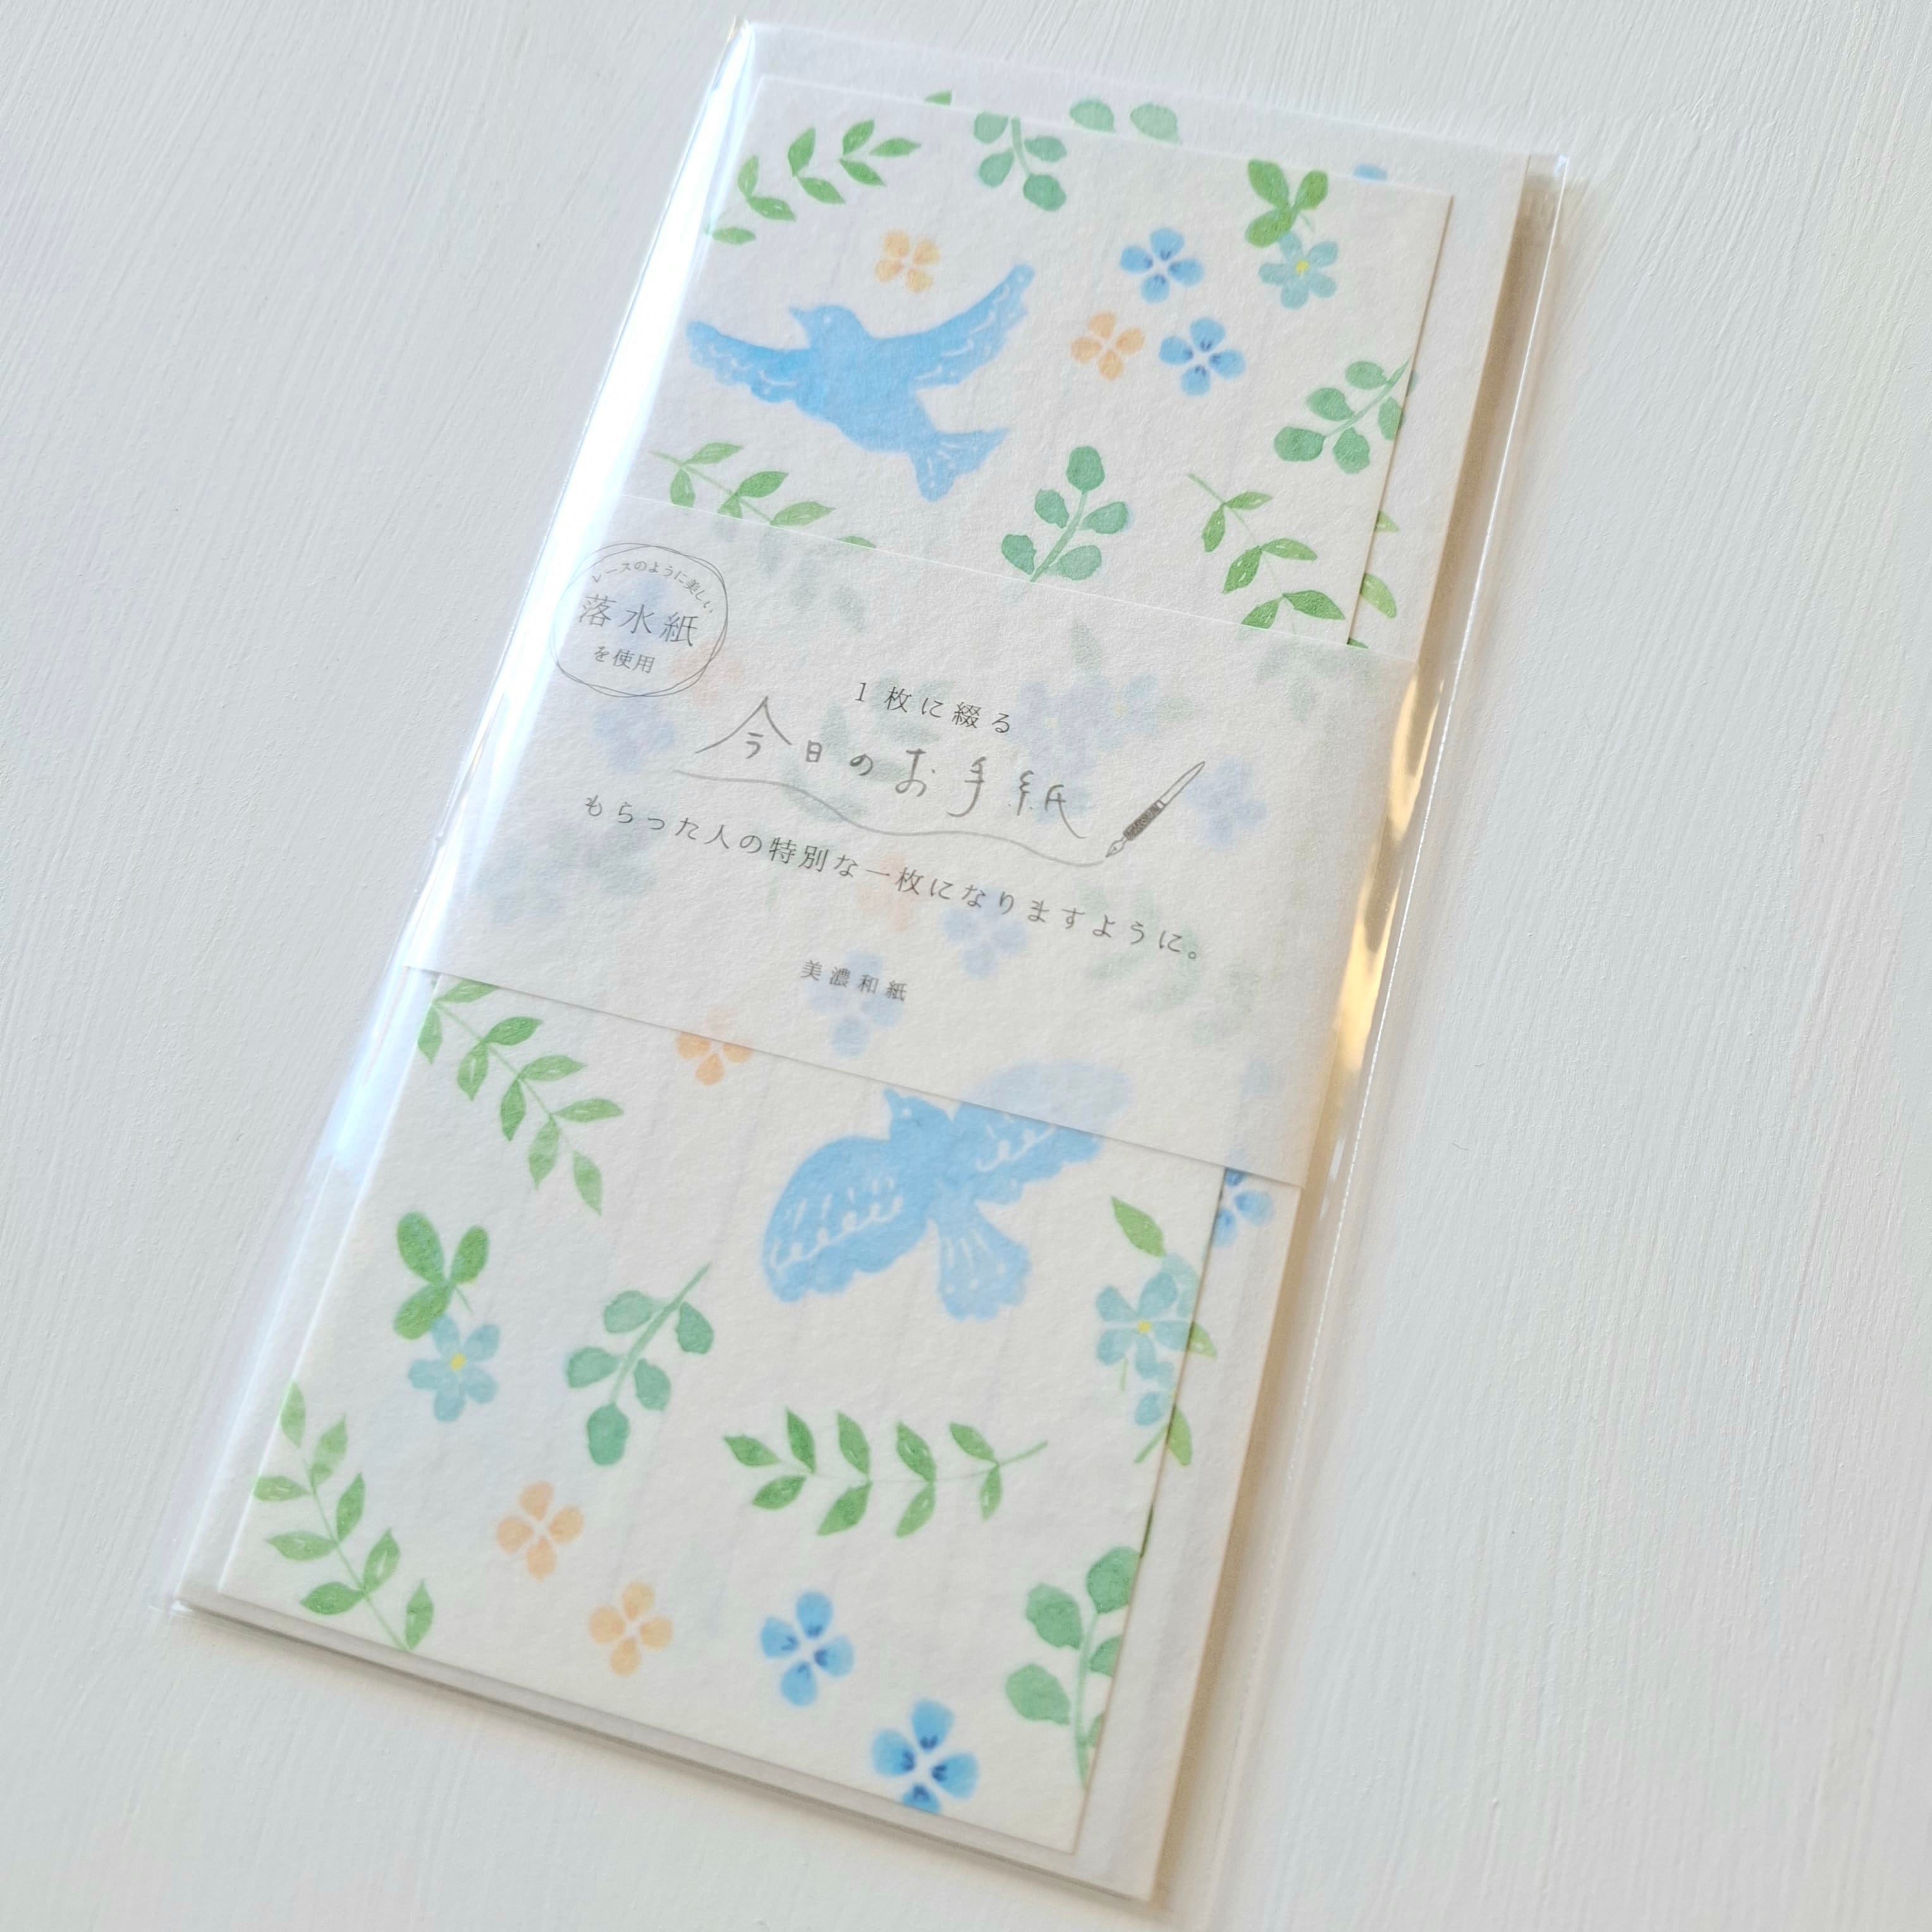 レースのように美しい
落水紙
を使用
1枚に綴る
今日のお手紙
もらった人の特別な一枚になりますように。
美濃和紙